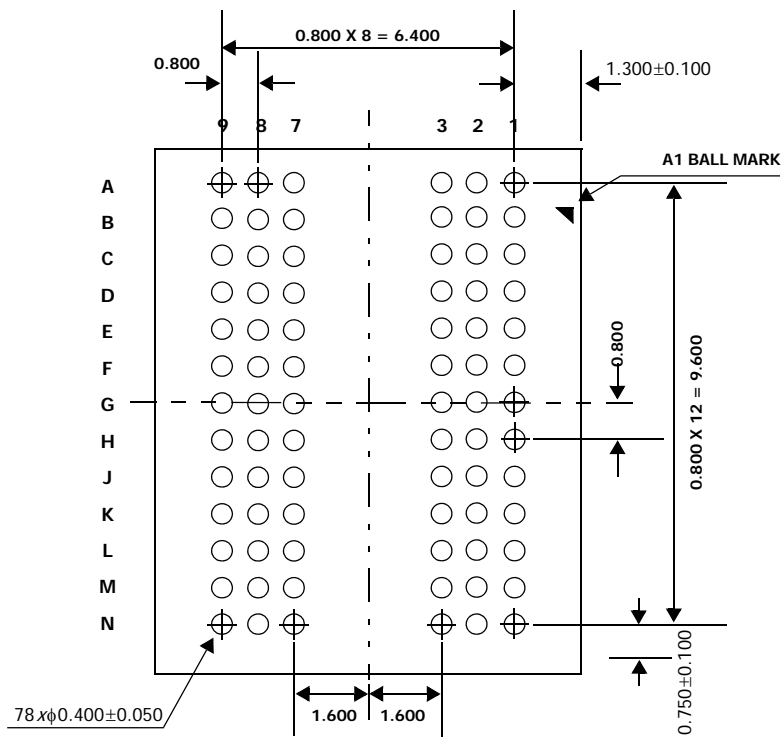 0.800 X 8 = 6.400
0.800
1.300±0.100
9 8 7 3 2 1
A1 BALL MARK
A
B
C
D
E
F
G
H
J
K
L
M
N
0.800
0.800 X 12 = 9.600
0.750±0.100
78xϕ0.400±0.050
1.600 1.600